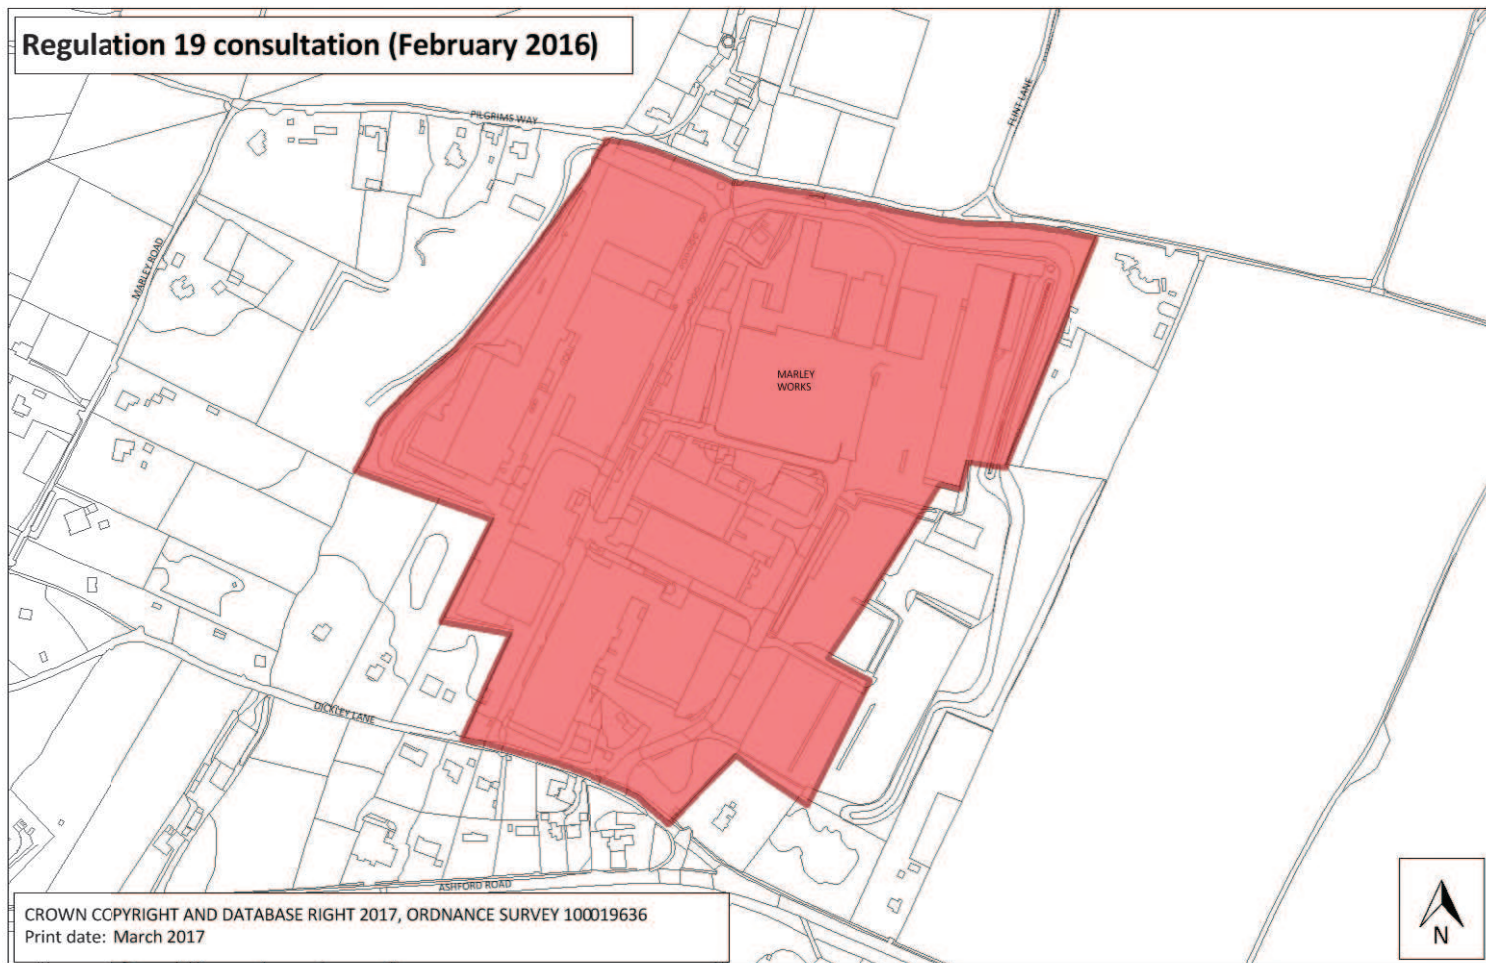 Regulation 19 consultation (February 2016)
PILGRIMS WAY
FLINT LANE
MARLEY ROAD
MARLEY
WORKS
DICKLEY LANE
ASHFORD ROAD
CROWN COPYRIGHT AND DATABASE RIGHT 2017, ORDNANCE SURVEY 100019636
Print date: March 2017
N